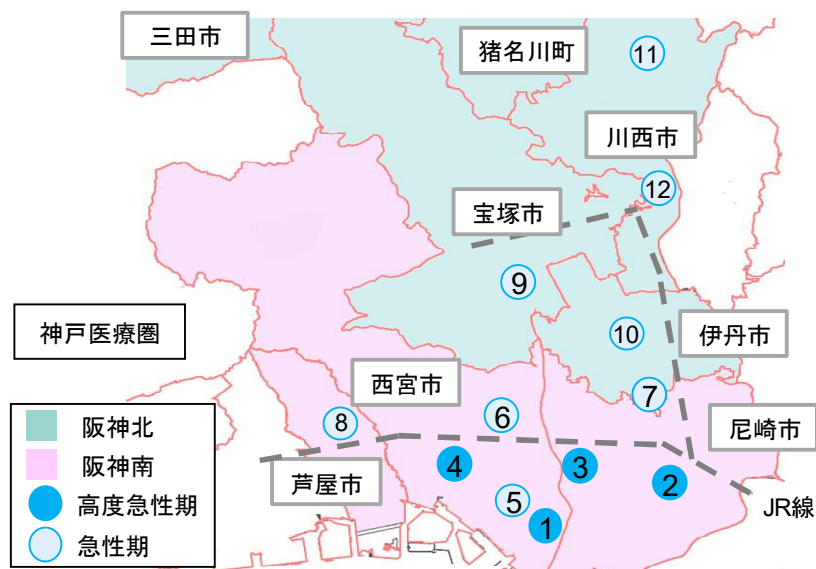 三田市
猪名川町
11
川西市
12
宝塚市
9
神戸医療圏
10
伊丹市
西宮市
7
8
6
尼崎市
阪神北
阪神南
高度急性期
急性期
芦屋市
4
3
2
5
1
JR線